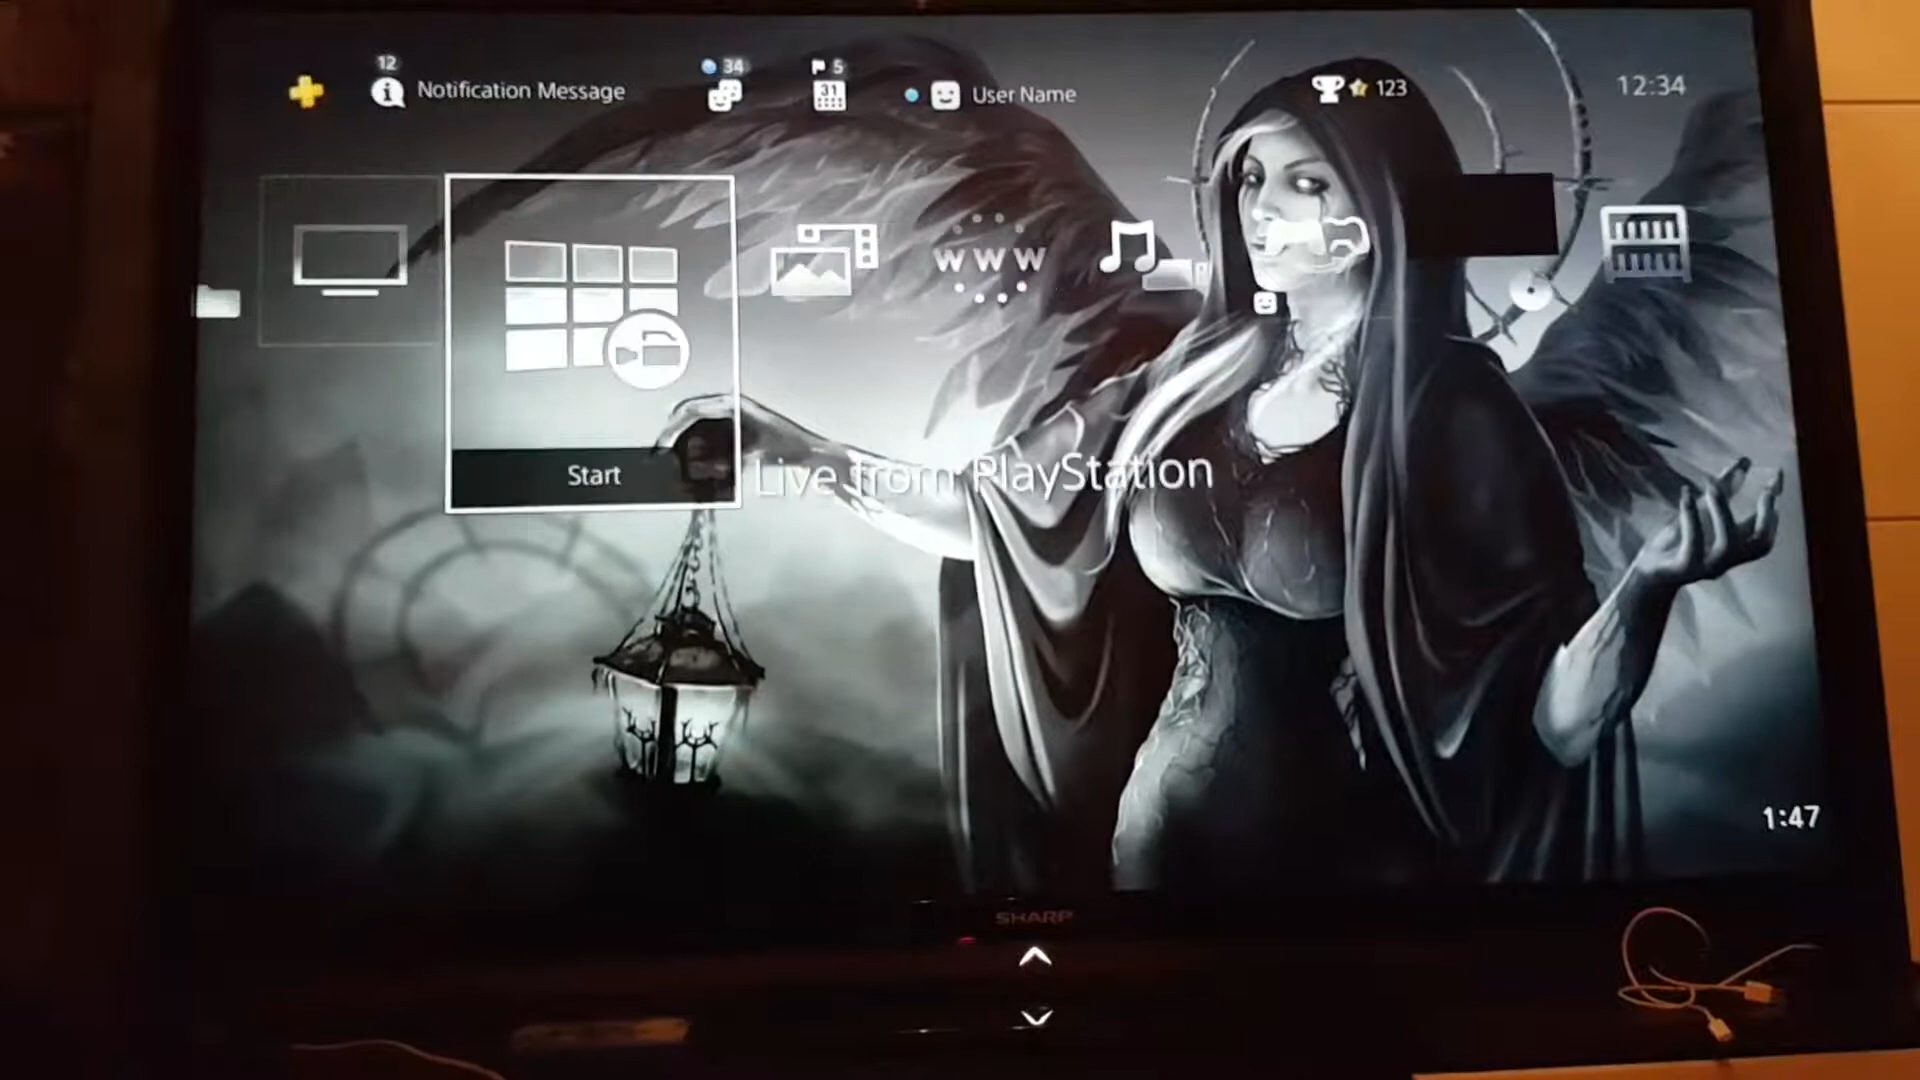 12
Notification Message
34
5
31
User Name
123
12:34
www
Start
Live from PlayStation
1:47
SHARP